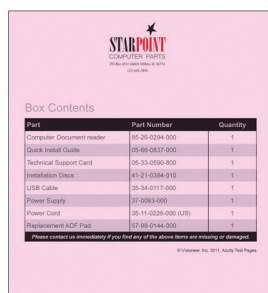 STARPOINT
COMPUTER PARTS
Box Contents
Part Part Number Quantity
Computer Document reader 85-26-0294-000 1
Quick Install Guide 05-66-0837-000 1
Technical Support Card 05-33-0590-800 1
Installation Discs 41-21-0384-010 1
USB Cable 35-34-0117-000 1
Power Supply 37-0093-000 1
Power Cord 35-11-0226-000 (US) 1
Replacement ADF Pad 57-98-0144-000 1
Please contact us immediately if you find any of the above items are missing or damaged.
© Visioneer, Inc. 2011, Acuity Test Pages.